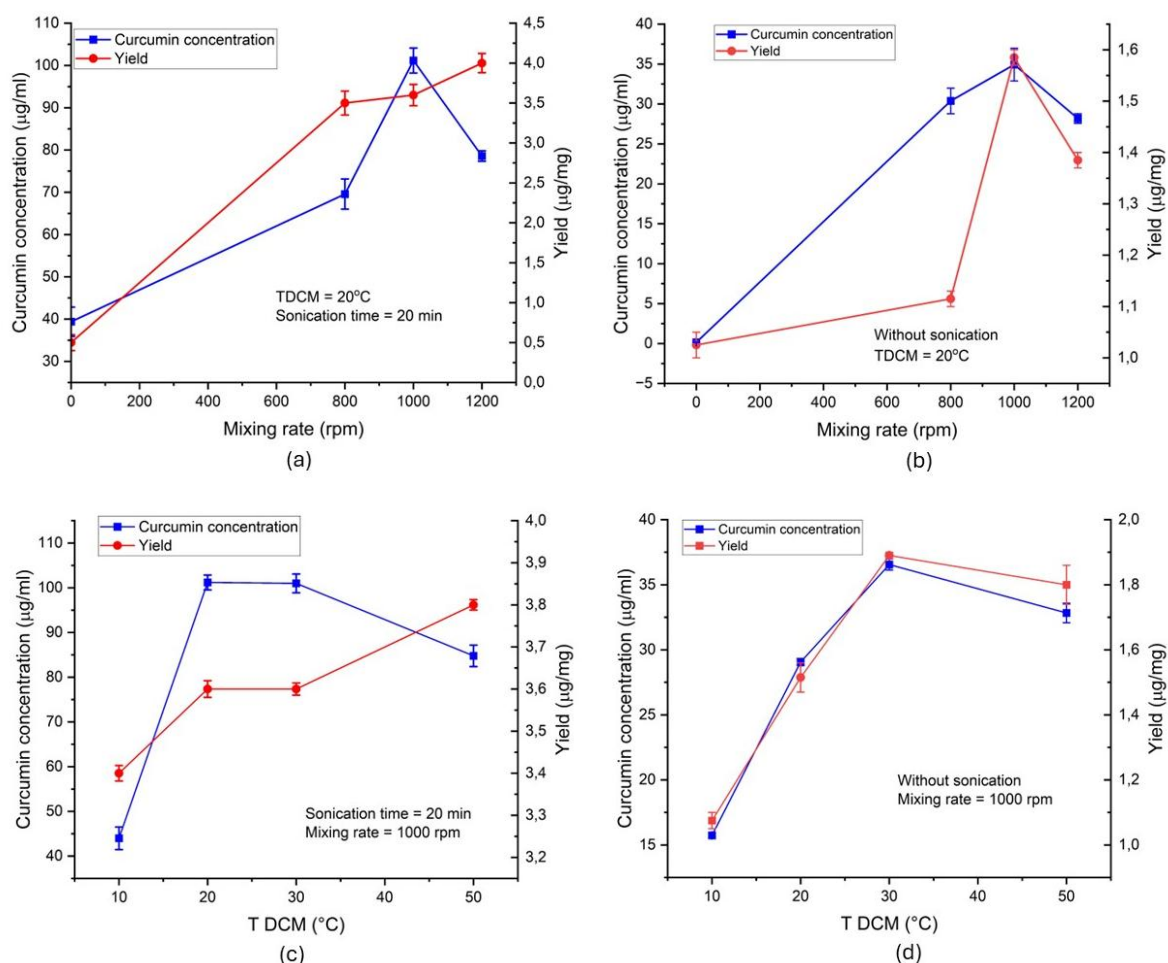 Curcumin concentration
Yield
Curcumin concentration (µg/ml)
110
100
90
80
70
60
50
40
30
4,5
4,0
3,5
3,0
2,5
2,0
1,5
1,0
0,5
0,0
Yield (µg/mg)
TDCM = 20°C
Sonication time = 20 min
0 200 400 600 800 1000 1200
Mixing rate (rpm)
(a)
Curcumin concentration
Yield
Curcumin concentration (µg/ml)
40
35
30
25
20
15
10
5
0
−5
1,6
1,5
1,4
1,3
1,2
1,1
1,0
Yield (µg/mg)
Without sonication
TDCM = 20°C
0 200 400 600 800 1000 1200
Mixing rate (rpm)
(b)
Curcumin concentration
Yield
Curcumin concentration (µg/ml)
110
100
90
80
70
60
50
40
4,0
3,9
3,8
3,7
3,6
3,5
3,4
3,3
3,2
Yield (µg/mg)
Sonication time = 20 min
Mixing rate = 1000 rpm
10 20 30 40 50
T DCM (°C)
(c)
Curcumin concentration
Yield
Curcumin concentration (µg/ml)
40
35
30
25
20
15
2,0
1,8
1,6
1,4
1,2
1,0
Yield (µg/mg)
Without sonication
Mixing rate = 1000 rpm
10 20 30 40 50
T DCM (°C)
(d)